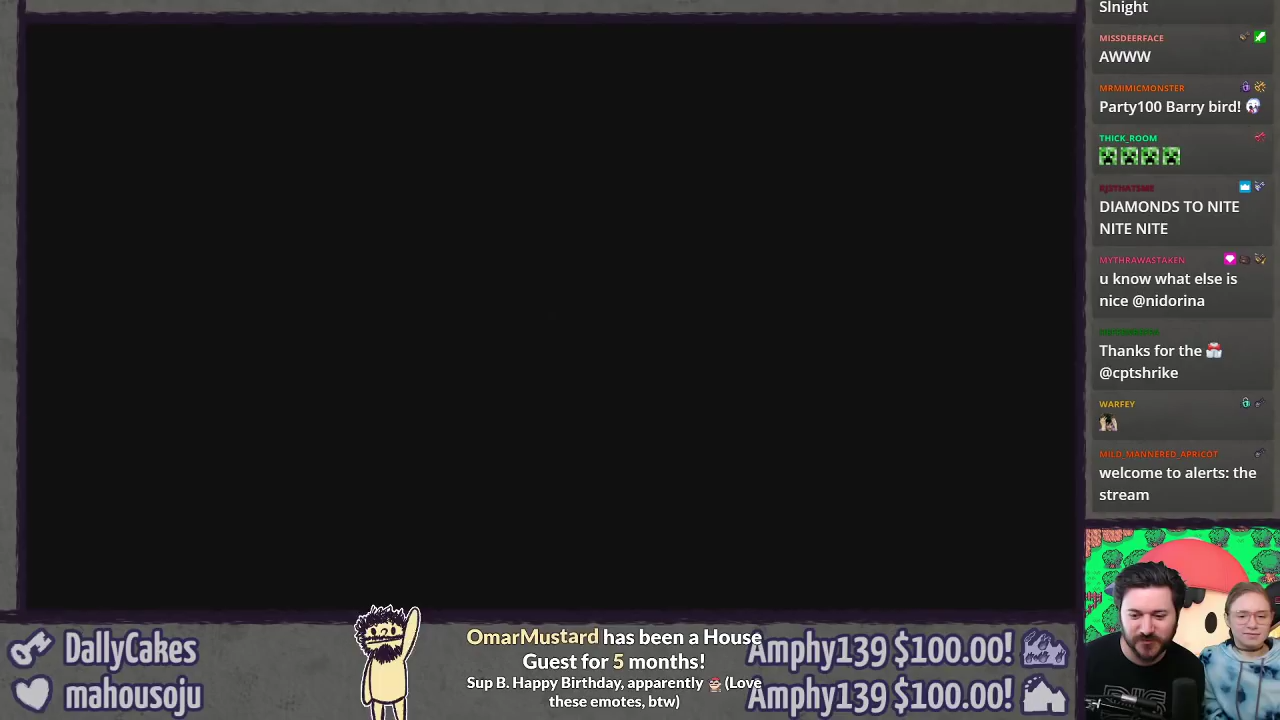 Slnight
MISSDEERFACE
AWWW
MRMIMICMONSTER
Party100 Barry bird!
THICK_ROOM
RJSTHATSME
DIAMONDS TO NITE
NITE NITE
MYTHRAWASTAKEN
u know what else is
nice @nidorina
Thanks for the
@cptshrike
WARFEY
MILD_MANNERED_APRICOT
welcome to alerts: the
stream
DallyCakes
mahousoju
OmarMustard has been a House
Guest for 5 months!
Sup B. Happy Birthday, apparently (Love
these emotes, btw)
Amphy139 $100.00!
Amphy139 $100.00!